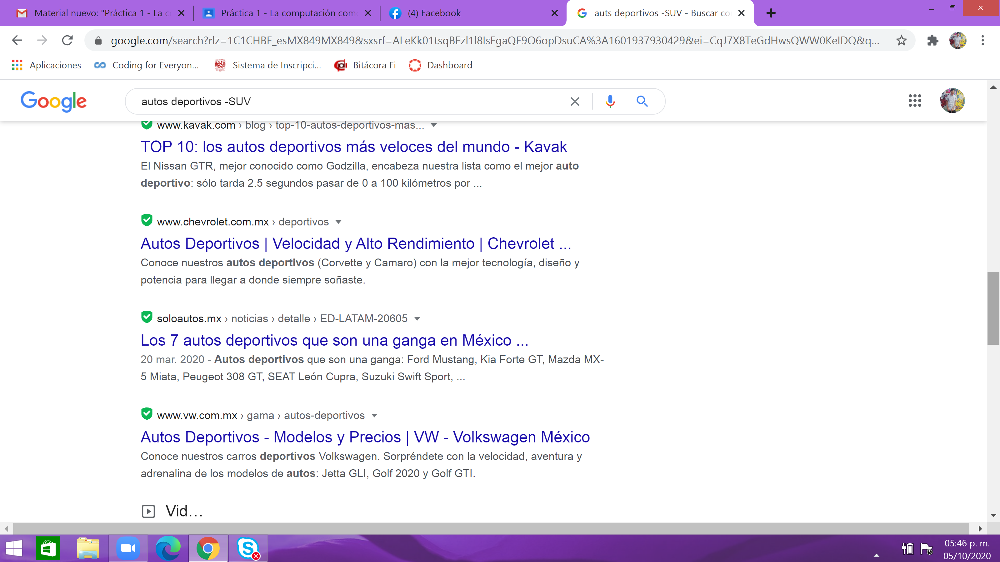 Material nuevo: "Práctica 1 - La c
Práctica 1 - La computación com
(4) Facebook
auts deportivos -SUV - Buscar co
google.com/search?rlz=1C1CHBF_esMX849MX849&sxsrf=ALeKk01tsqBEzl1l8IsFgaQE9O6opDsuCA%3A1601937930429&ei=CqJ7X8TeGdHwsQWW0KeIDQ&q...
Aplicaciones
Coding for Everyon...
Sistema de Inscripci...
Bitácora Fi
Dashboard
Google
autos deportivos -SUV
www.kavak.com › blog › top-10-autos-deportivos-mas...
TOP 10: los autos deportivos más veloces del mundo - Kavak
El Nissan GTR, mejor conocido como Godzilla, encabeza nuestra lista como el mejor auto
deportivo: sólo tarda 2.5 segundos pasar de 0 a 100 kilómetros por ...
www.chevrolet.com.mx › deportivos
Autos Deportivos | Velocidad y Alto Rendimiento | Chevrolet ...
Conoce nuestros autos deportivos (Corvette y Camaro) con la mejor tecnología, diseño y
potencia para llegar a donde siempre soñaste.
soloautos.mx › noticias › detalle › ED-LATAM-20605
Los 7 autos deportivos que son una ganga en México ...
20 mar. 2020 - Autos deportivos que son una ganga: Ford Mustang, Kia Forte GT, Mazda MX-
5 Miata, Peugeot 308 GT, SEAT León Cupra, Suzuki Swift Sport, ...
www.vw.com.mx › gama › autos-deportivos
Autos Deportivos - Modelos y Precios | VW - Volkswagen México
Conoce nuestros carros deportivos Volkswagen. Sorpréndete con la velocidad, aventura y
adrenalina de los modelos de autos: Jetta GLI, Golf 2020 y Golf GTI.
Vid...
05:46 p. m.
05/10/2020